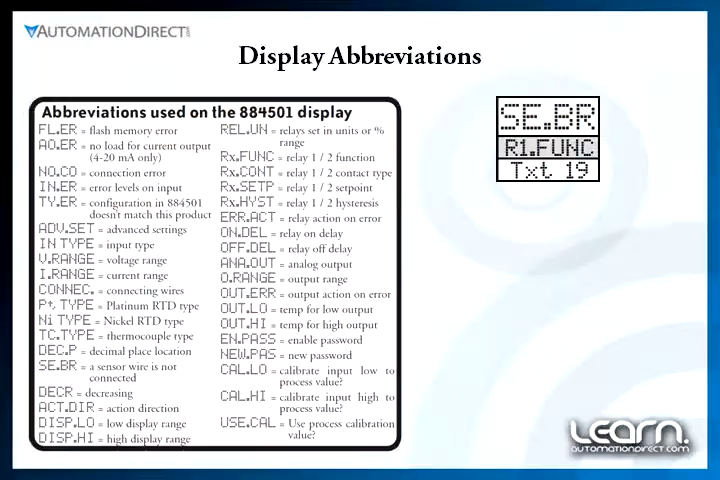 AUTOMATIONDIRECT
Display Abbreviations
Abbreviations used on the 884501 display
FL.ER = flash memory error
AO.ER = no load for current output
(4-20 mA only)
NO.CO = connection error
IN.ER = error levels on input
TY.ER = configuration in 884501
doesn't match this product
ADV.SET = advanced settings
IN TYPE = input type
V.RANGE = voltage range
I.RANGE = current range
CONNEC. = connecting wires
Pt. TYPE = Platinum RTD type
Ni TYPE = Nickel RTD type
TC.TYPE = thermocouple type
DEC.P = decimal place location
SE.BR = a sensor wire is not
connected
DECR = decreasing
ACT.DIR = action direction
DISP.LO = low display range
DISP.HI = high display range
REL.UN = relays set in units or %
range
Rx.FUNC = relay 1 / 2 function
Rx.CONT = relay 1 / 2 contact type
Rx.SETP = relay 1 / 2 setpoint
Rx.HYST = relay 1 / 2 hysteresis
ERR.ACT = relay action on error
ON.DEL = relay on delay
OFF.DEL = relay off delay
ANA.OUT = analog output
O.RANGE = output range
OUT.ERR = output action on error
OUT.LO = temp for low output
OUT.HI = temp for high output
EN.PASS = enable password
NEW.PAS = new password
CAL.LO = calibrate input low to
process value?
CAL.HI = calibrate input high to
process value?
USE.CAL = Use process calibration
value?
SE.BR
R1.FUNC
Txt 19
LEARN.
automationdirect.com